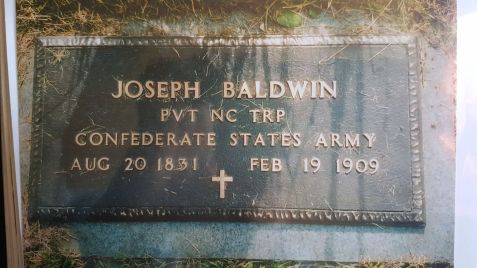 JOSEPH BALDWIN
PVT NC TRP
CONFEDERATE STATES ARMY
AUG 20 1831 FEB 19 1909